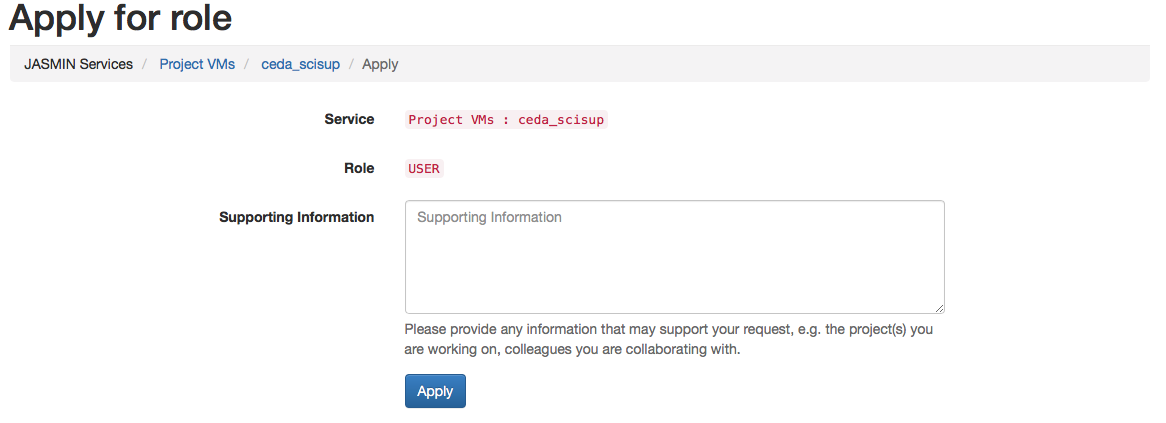 Apply for role
JASMIN Services / Project VMs / ceda_scisup / Apply
Service Project VMs : ceda_scisup
Role USER
Supporting Information Supporting Information
Please provide any information that may support your request, e.g. the project(s) you
are working on, colleagues you are collaborating with.
Apply